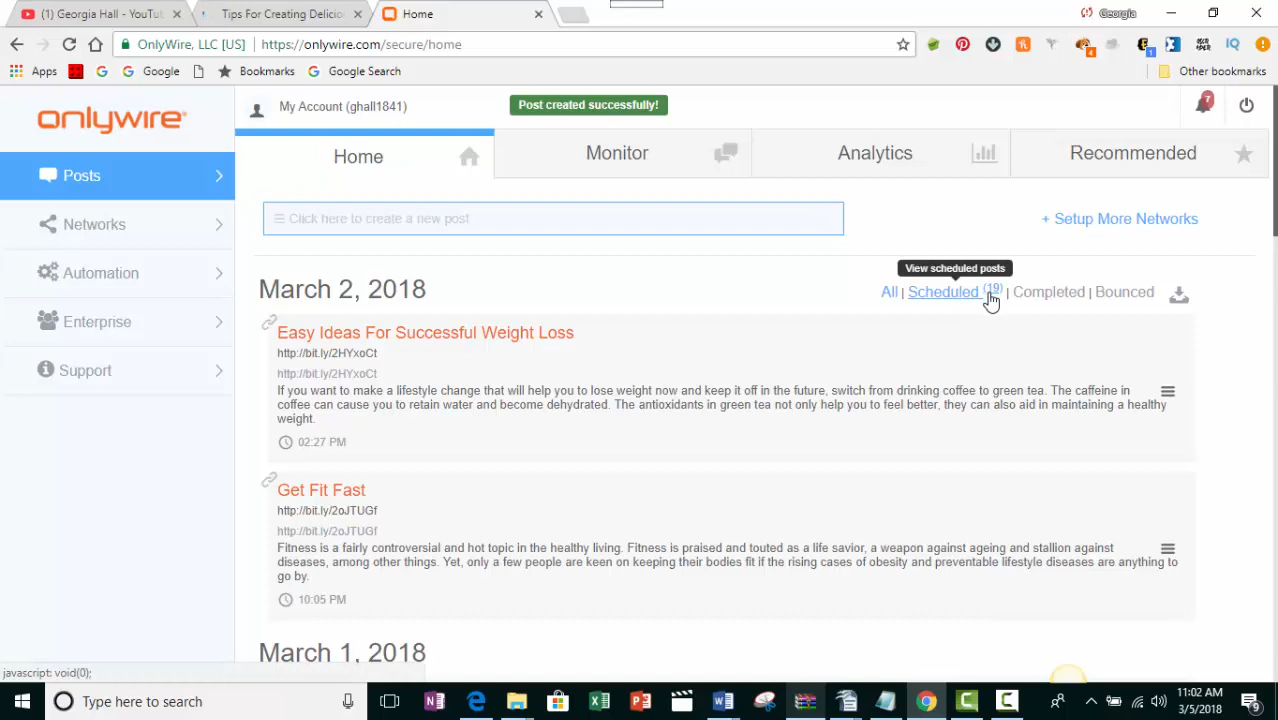 (1) Georgia Hall - YouTu
Tips For Creating Delicio
Home
Georgia
OnlyWire, LLC [US]
https://onlywire.com/secure/home
Apps
Google
Bookmarks
Google Search
Other bookmarks
onlywire
My Account (ghall1841)
Post created successfully!
7
Posts
Home
Monitor
Analytics
Recommended
Networks
Click here to create a new post
+ Setup More Networks
Automation
View scheduled posts
March 2, 2018
All | Scheduled (19) | Completed | Bounced
Enterprise
Easy Ideas For Successful Weight Loss
http://bit.ly/2HYxoCt
Support
http://bit.ly/2HYxoCt
If you want to make a lifestyle change that will help you to lose weight now and keep it off in the future, switch from drinking coffee to green tea. The caffeine in
coffee can cause you to retain water and become dehydrated. The antioxidants in green tea not only help you to feel better, they can also aid in maintaining a healthy
weight.
02:27 PM
Get Fit Fast
http://bit.ly/2oJTUGf
http://bit.ly/2oJTUGf
Fitness is a fairly controversial and hot topic in the healthy living. Fitness is praised and touted as a life savior, a weapon against ageing and stallion against
diseases, among other things. Yet, only a few people are keen on keeping their bodies fit if the rising cases of obesity and preventable lifestyle diseases are anything to
go by.
10:05 PM
March 1, 2018
javascript: void(0);
Type here to search
11:02 AM
3/5/2018